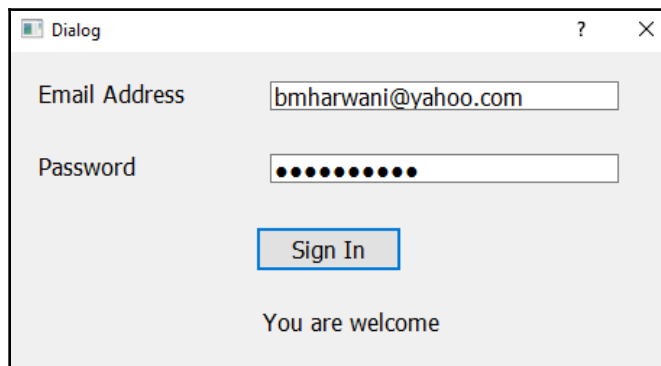 Dialog ?
Email Address bmharwani@yahoo.com
Password ●●●●●●●●●●
Sign In
You are welcome